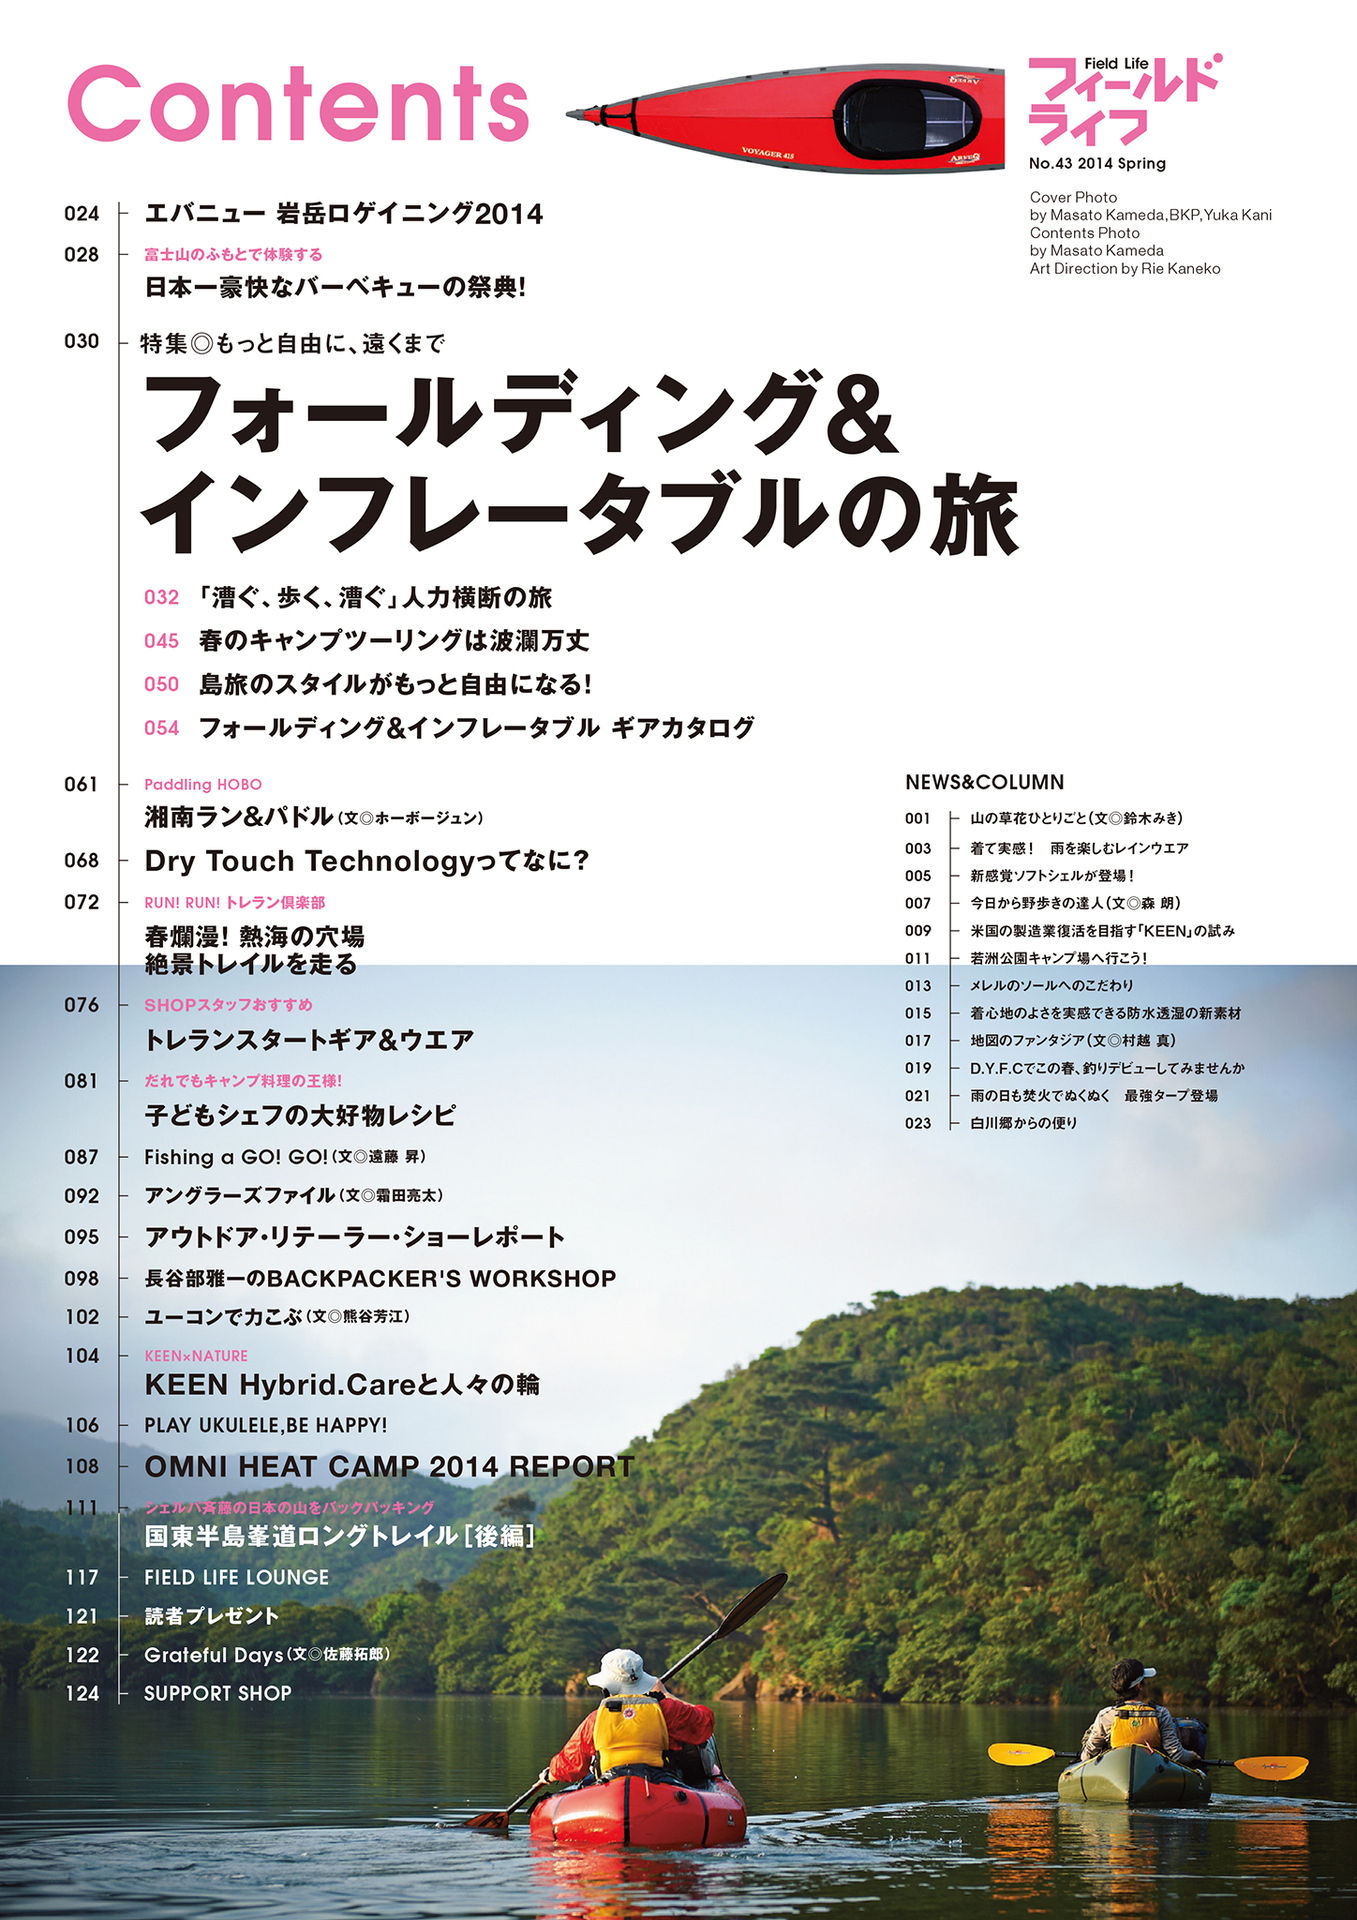 Contents
VOYAGER 415
ARVEQ
Field Life
フィールド
ライフ
No.43 2014 Spring
Cover Photo
by Masato Kameda,BKP,Yuka Kani
Contents Photo
by Masato Kameda
Art Direction by Rie Kaneko
024 エバニュー 岩岳ロゲイニング2014
028 富士山のふもとで体験する
日本一豪快なバーベキューの祭典!
030 特集◎もっと自由に、遠くまで
フォールディング&
インフレータブルの旅
032 「漕ぐ、歩く、漕ぐ」人力横断の旅
045 春のキャンプツーリングは波瀾万丈
050 島旅のスタイルがもっと自由になる!
054 フォールディング&インフレータブル ギアカタログ
061 Paddling HOBO
湘南ラン&パドル(文◎ホーボージュン)
068 Dry Touch Technologyってなに?
072 RUN! RUN! トレラン倶楽部
春爛漫! 熱海の穴場
絶景トレイルを走る
076 SHOPスタッフおすすめ
トレランスタートギア&ウエア
081 だれでもキャンプ料理の王様!
子どもシェフの大好物レシピ
087 Fishing a GO! GO!(文◎遠藤 昇)
092 アングラーズファイル(文◎霜田亮太)
095 アウトドア・リテーラー・ショーレポート
098 長谷部雅一のBACKPACKER'S WORKSHOP
102 ユーコンで力こぶ(文◎熊谷芳江)
104 KEEN×NATURE
KEEN Hybrid.Careと人々の輪
106 PLAY UKULELE,BE HAPPY!
108 OMNI HEAT CAMP 2014 REPORT
111 シェルパ斉藤の日本の山をバックパッキング
国東半島峯道ロングトレイル[後編]
117 FIELD LIFE LOUNGE
121 読者プレゼント
122 Grateful Days(文◎佐藤拓郎)
124 SUPPORT SHOP
NEWS&COLUMN
001 山の草花ひとりごと(文◎鈴木みき)
003 着て実感! 雨を楽しむレインウエア
005 新感覚ソフトシェルが登場!
007 今日から野歩きの達人(文◎森 朗)
009 米国の製造業復活を目指す「KEEN」の試み
011 若洲公園キャンプ場へ行こう!
013 メレルのソールへのこだわり
015 着心地のよさを実感できる防水透湿の新素材
017 地図のファンタジア(文◎村越 真)
019 D.Y.F.Cでこの春、釣りデビューしてみませんか
021 雨の日も焚火でぬくぬく 最強タープ登場
023 白川郷からの便り